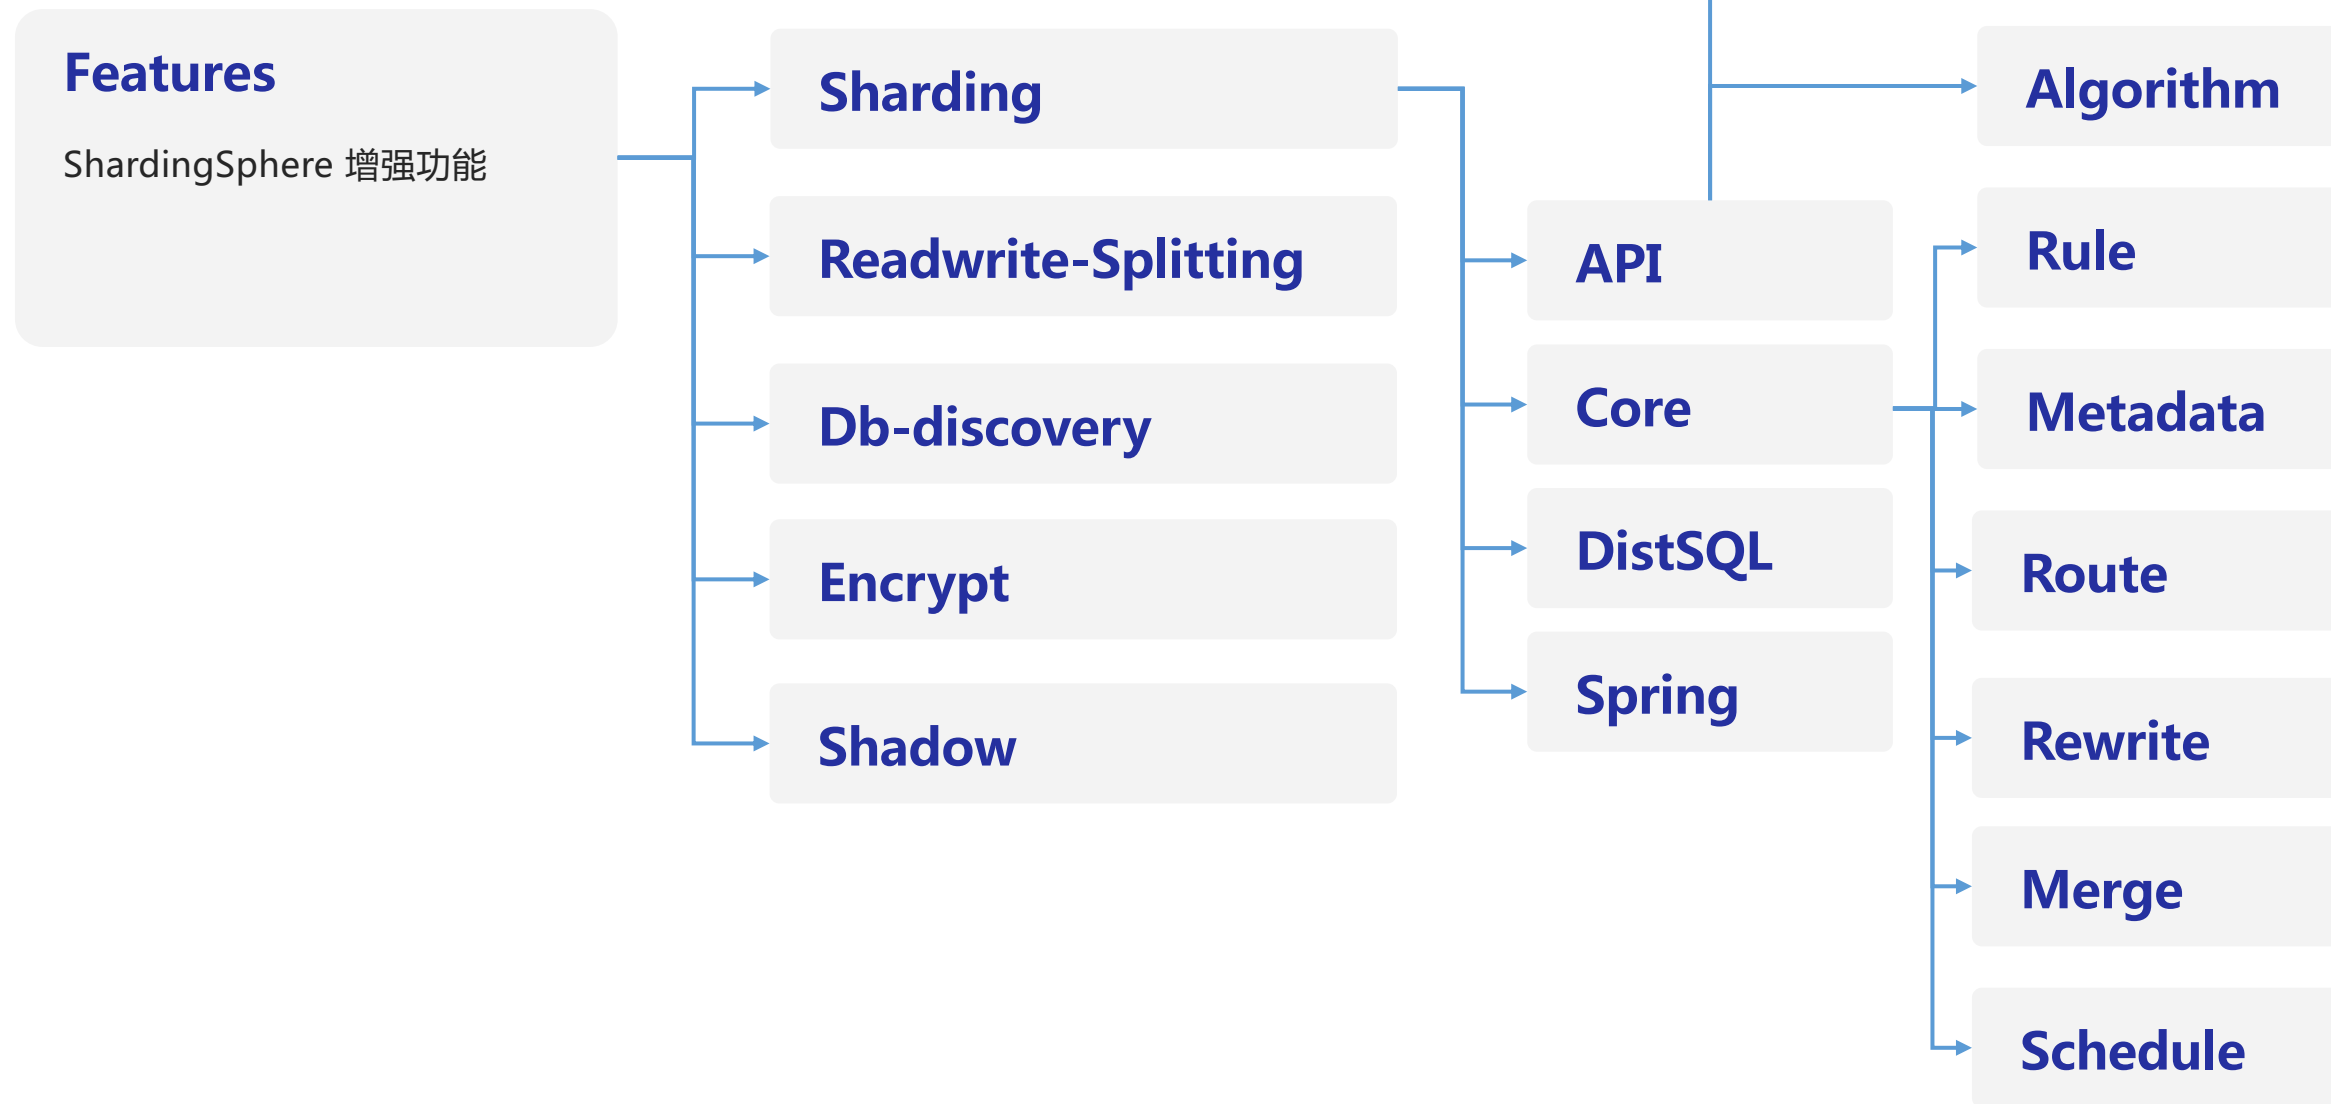 Features
ShardingSphere 增强功能
Sharding
Readwrite-Splitting
Db-discovery
Encrypt
Shadow
API
Core
DistSQL
Spring
Algorithm
Rule
Metadata
Route
Rewrite
Merge
Schedule